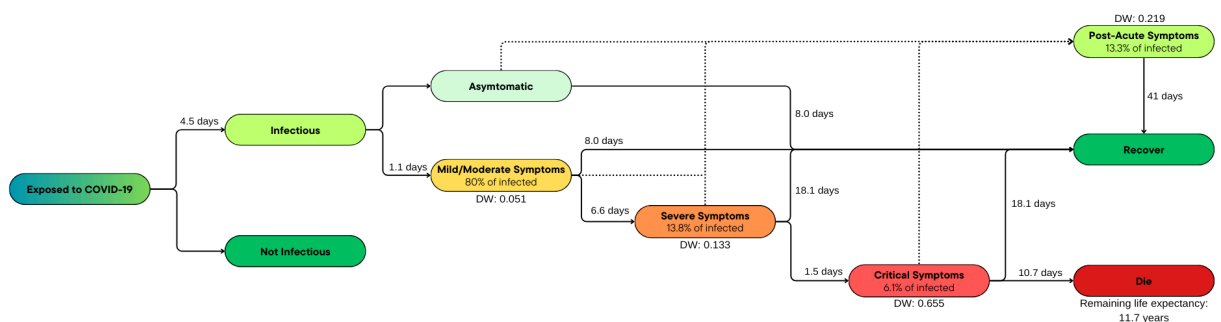 DW: 0.219
Post-Acute Symptoms
13.3% of infected
Asymtomatic
41 days
4.5 days
8.0 days
Infectious
8.0 days
Recover
1.1 days
Mild/Moderate Symptoms
80% of infected
DW: 0.051
Exposed to COVID-19
18.1 days
18.1 days
6.6 days
Severe Symptoms
13.8% of infected
DW: 0.133
Not Infectious
1.5 days
Critical Symptoms
6.1% of infected
DW: 0.655
10.7 days
Die
Remaining life expectancy:
11.7 years